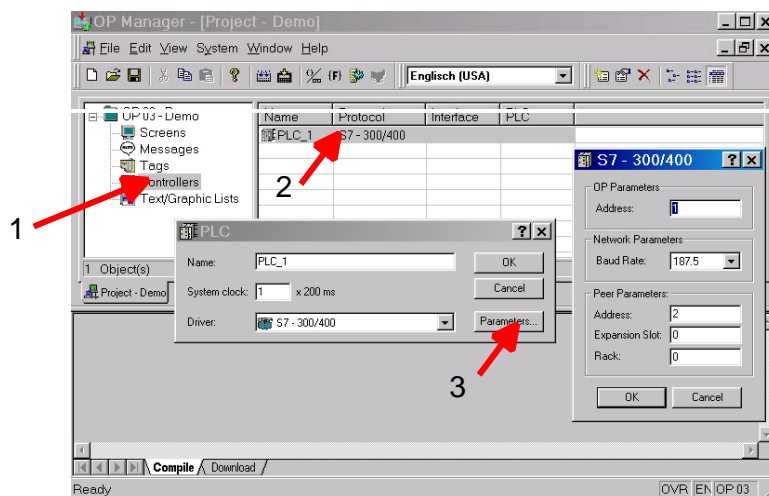 OP Manager - [Project - Demo]
File Edit View System Window Help
Englisch (USA)
OP 03 - Demo
Screens
Messages
Tags
Controllers
Text/Graphic Lists
Name Protocol Interface PLC
PLC_1 S7 - 300/400
1 Object(s)
Project - Demo
1
2
3
PLC
Name: PLC_1 OK
System clock: 1 x 200 ms Cancel
Driver: S7 - 300/400 Parameters...
S7 - 300/400
OP Parameters
Address: 1
Network Parameters
Baud Rate: 187.5
Peer Parameters:
Address: 2
Expansion Slot: 0
Rack: 0
OK Cancel
Compile Download
Ready OVR EN OP 03